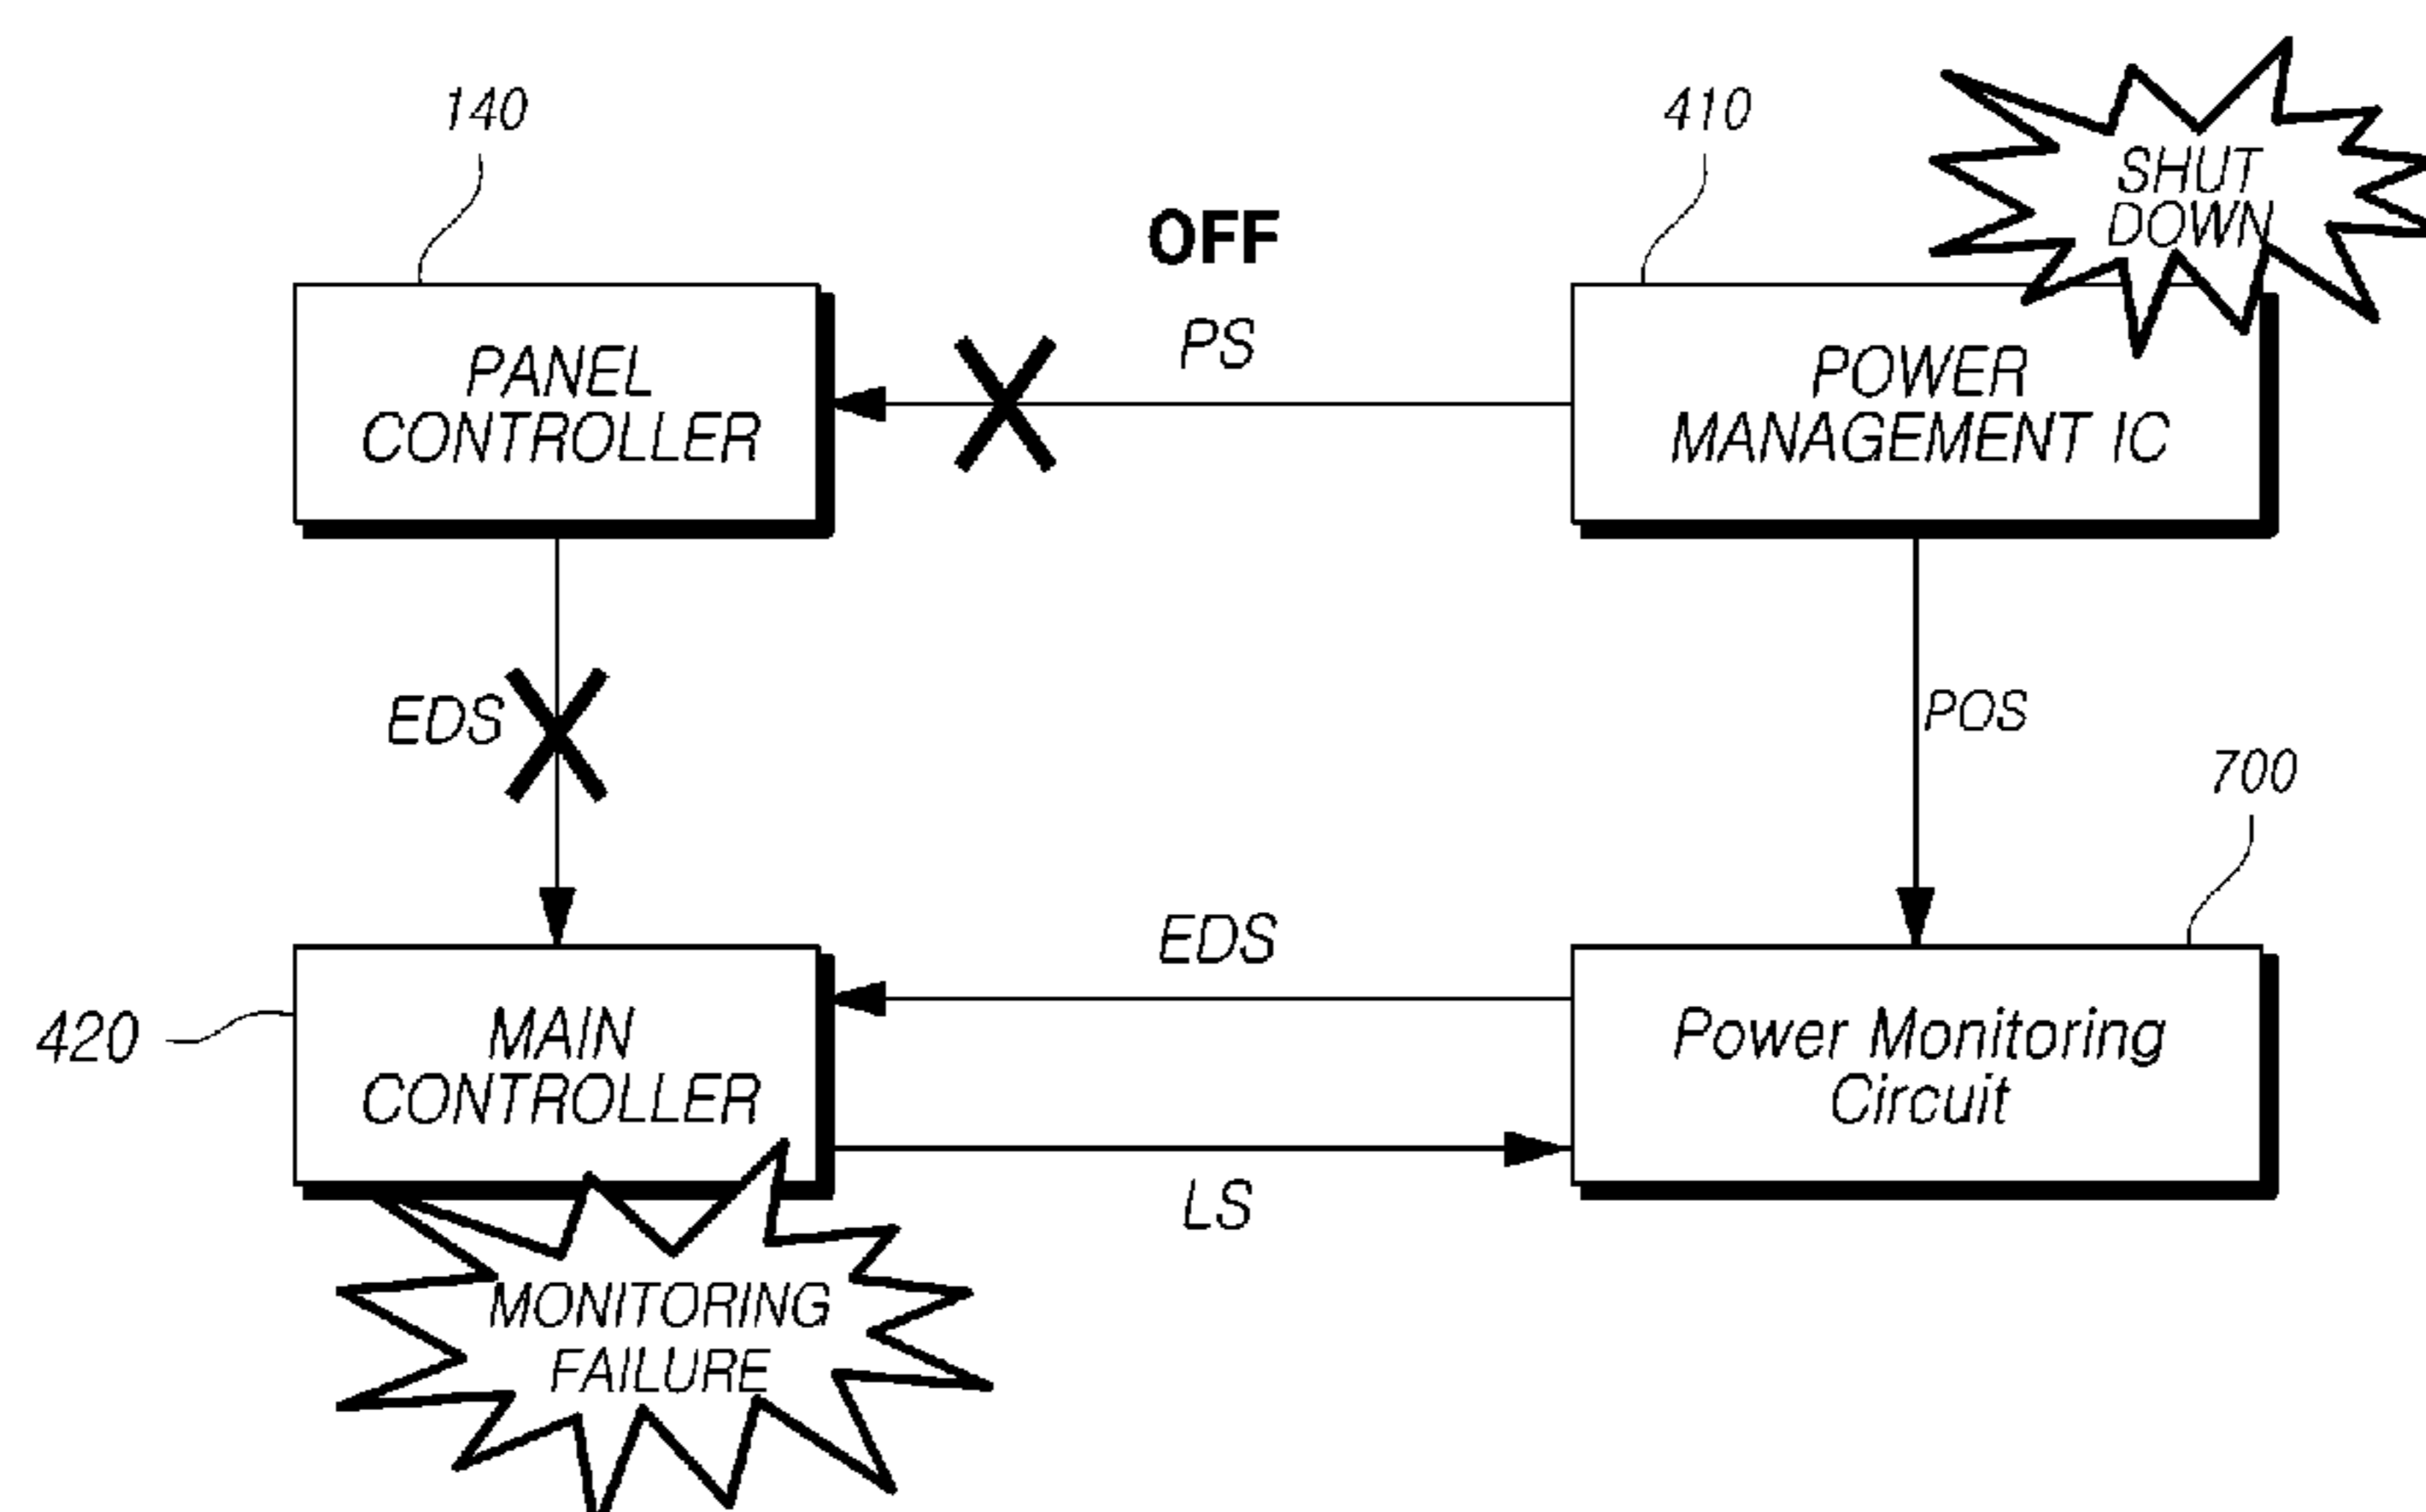 140
410
SHUT
DOWN
OFF
PS
PANEL
CONTROLLER
POWER
MANAGEMENT IC
EDS
POS
700
EDS
420
MAIN
CONTROLLER
Power Monitoring
Circuit
LS
MONITORING
FAILURE